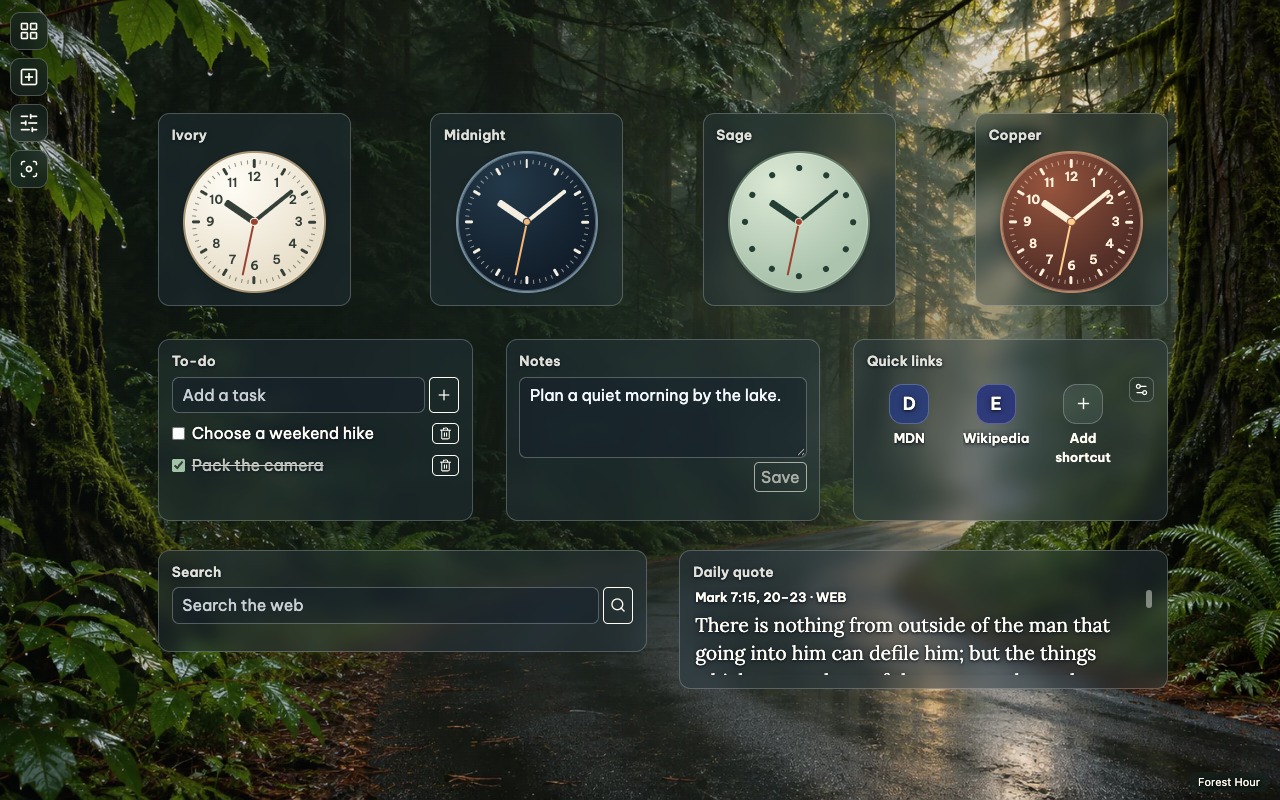 Ivory
Midnight
Sage
Copper
12
1
2
3
4
5
6
7
8
9
10
11
12
1
2
3
4
5
6
7
8
9
10
11
To-do
Add a task
Choose a weekend hike
Pack the camera
Notes
Plan a quiet morning by the lake.
Save
Quick links
D
MDN
E
Wikipedia
Add
shortcut
Search
Search the web
Daily quote
Mark 7:15, 20–23 · WEB
There is nothing from outside of the man that
going into him can defile him; but the things
Forest Hour